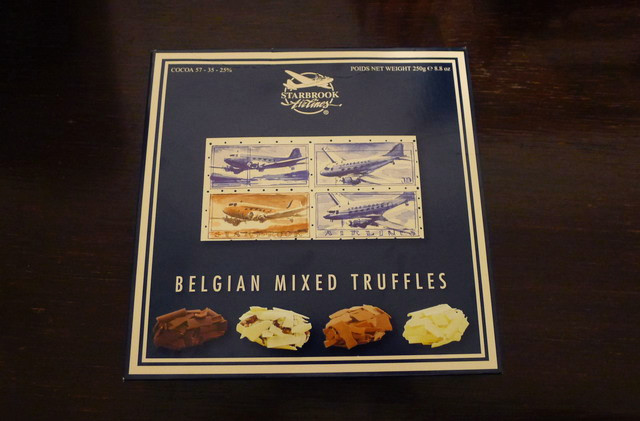 COCOA 57 - 35 - 25%
POIDS NET WEIGHT 250g ℮ 8.8 oz
STARBROOK
Airlines
®
BELGIAN MIXED TRUFFLES